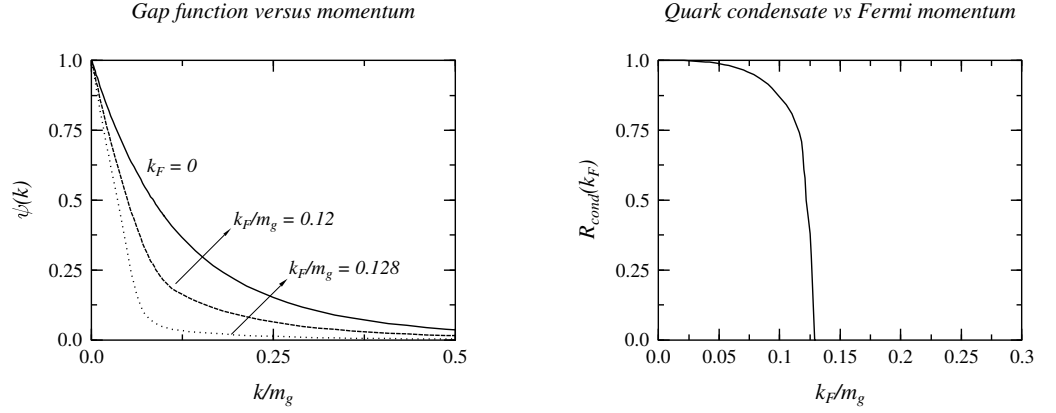 Gap function versus momentum
1.0
0.75
0.5
0.25
0.0
ψ(k)
k_F = 0
k_F/m_g = 0.12
k_F/m_g = 0.128
0.0 0.25 0.5
k/m_g
Quark condensate vs Fermi momentum
1.0
0.75
0.5
0.25
0.0
R_cond(k_F)
0.0 0.05 0.1 0.15 0.2 0.25 0.3
k_F/m_g